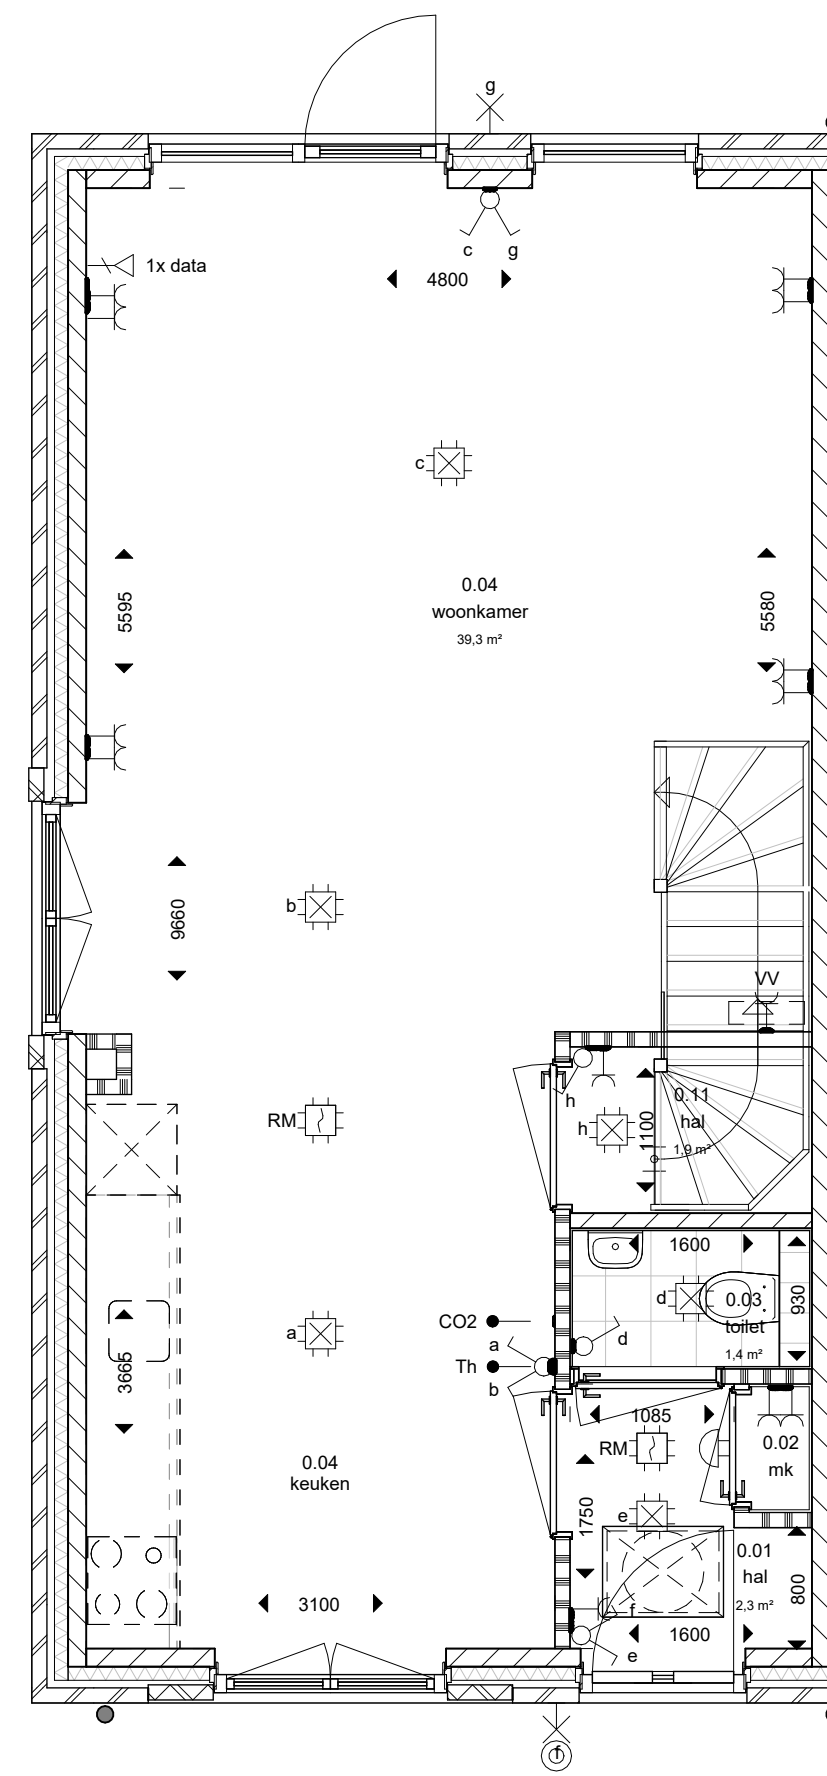 g
c g
1x data
4800
c
0.04
woonkamer
39,3 m²
5595
5580
b
9660
VV
RM
h
h
0.11
hal
1,9 m²
1100
1600
d
0.03
toilet
1,4 m²
930
CO2
a
d
Th
b
a
3665
1085
RM
0.02
mk
0.04
keuken
e
1750
0.01
hal
2,3 m²
800
3100
f
1600
e
f